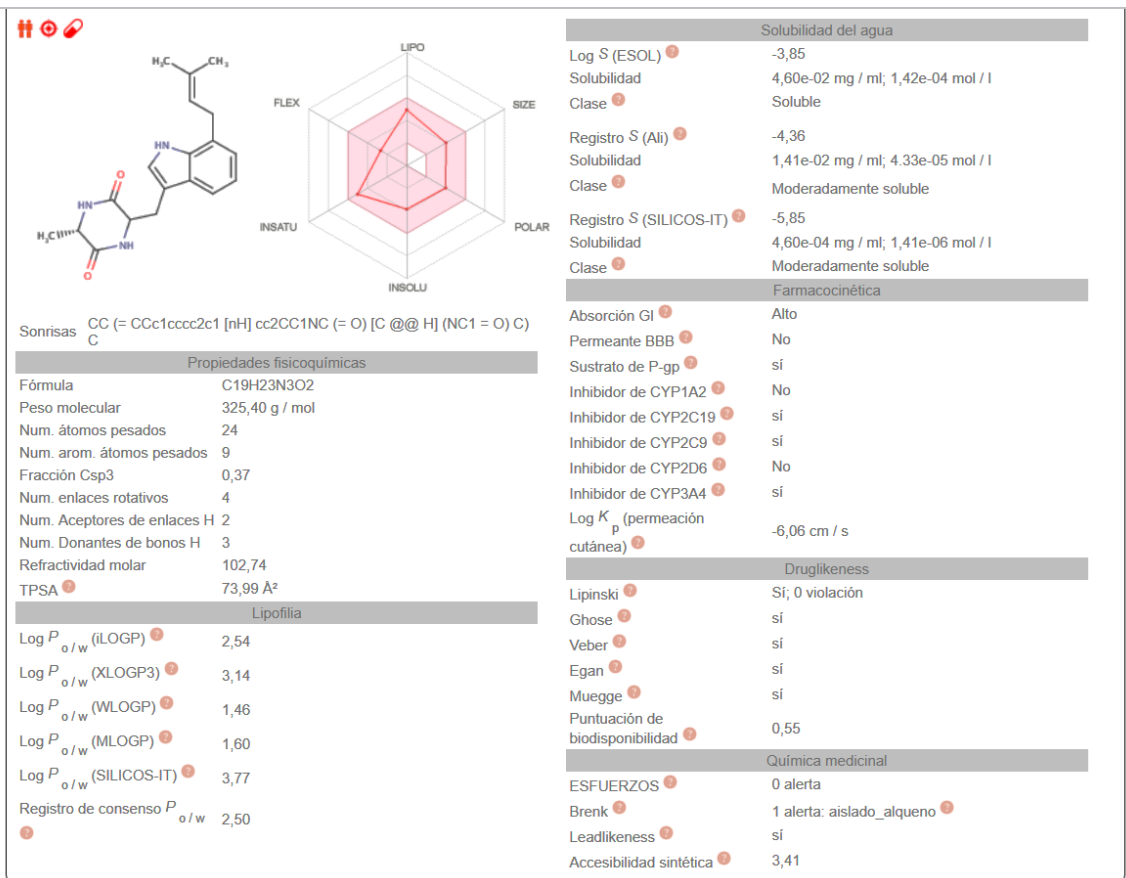 H₃C
CH₃
HN
O
HN
H₃C
NH
O
LIPO
FLEX
SIZE
INSATU
POLAR
INSOLU
Sonrisas CC (= CCc1cccc2c1 [nH] cc2CC1NC (= O) [C @@ H] (NC1 = O) C)
C
Propiedades fisicoquímicas
Fórmula C19H23N3O2
Peso molecular 325,40 g / mol
Num. átomos pesados 24
Num. arom. átomos pesados 9
Fracción Csp3 0,37
Num. enlaces rotativos 4
Num. Aceptores de enlaces H 2
Num. Donantes de bonos H 3
Refractividad molar 102,74
TPSA ? 73,99 Å²
Lipofilia
Log P o / w (iLOGP) ? 2,54
Log P o / w (XLOGP3) ? 3,14
Log P o / w (WLOGP) ? 1,46
Log P o / w (MLOGP) ? 1,60
Log P o / w (SILICOS-IT) ? 3,77
Registro de consenso P o / w 2,50
?
Solubilidad del agua
Log S (ESOL) ? -3,85
Solubilidad 4,60e-02 mg / ml; 1,42e-04 mol / l
Clase ? Soluble
Registro S (Ali) ? -4,36
Solubilidad 1,41e-02 mg / ml; 4.33e-05 mol / l
Clase ? Moderadamente soluble
Registro S (SILICOS-IT) ? -5,85
Solubilidad 4,60e-04 mg / ml; 1,41e-06 mol / l
Clase ? Moderadamente soluble
Farmacocinética
Absorción GI ? Alto
Permeante BBB ? No
Sustrato de P-gp ? sí
Inhibidor de CYP1A2 ? No
Inhibidor de CYP2C19 ? sí
Inhibidor de CYP2C9 ? sí
Inhibidor de CYP2D6 ? No
Inhibidor de CYP3A4 ? sí
Log K p (permeación
cutánea) ? -6,06 cm / s
Druglikeness
Lipinski ? Sí; 0 violación
Ghose ? sí
Veber ? sí
Egan ? sí
Muegge ? sí
Puntuación de
biodisponibilidad ? 0,55
Química medicinal
ESFUERZOS ? 0 alerta
Brenk ? 1 alerta: aislado_alqueno ?
Leadlikeness ? sí
Accesibilidad sintética ? 3,41